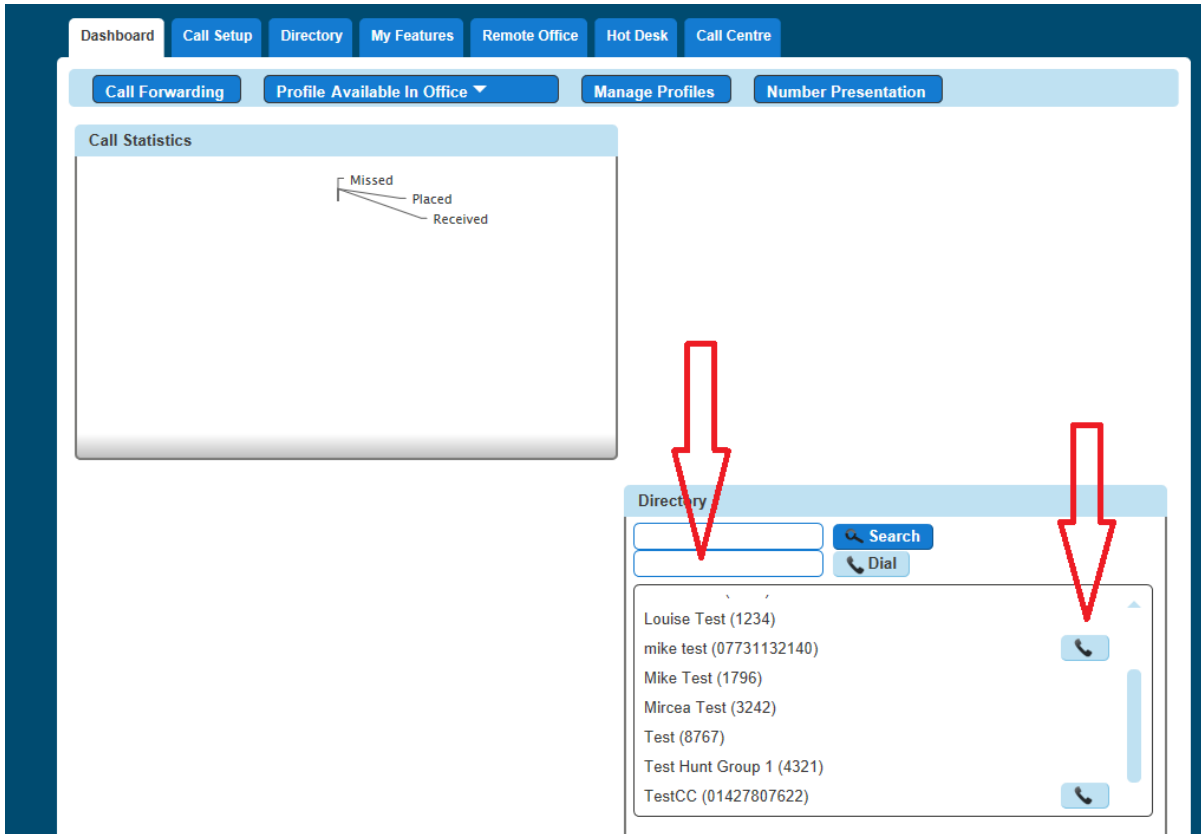 Dashboard Call Setup Directory My Features Remote Office Hot Desk Call Centre
Call Forwarding Profile Available In Office Manage Profiles Number Presentation
Call Statistics
Missed
Placed
Received
Directory
Search
Dial
Louise Test (1234)
mike test (07731132140)
Mike Test (1796)
Mircea Test (3242)
Test (8767)
Test Hunt Group 1 (4321)
TestCC (01427807622)